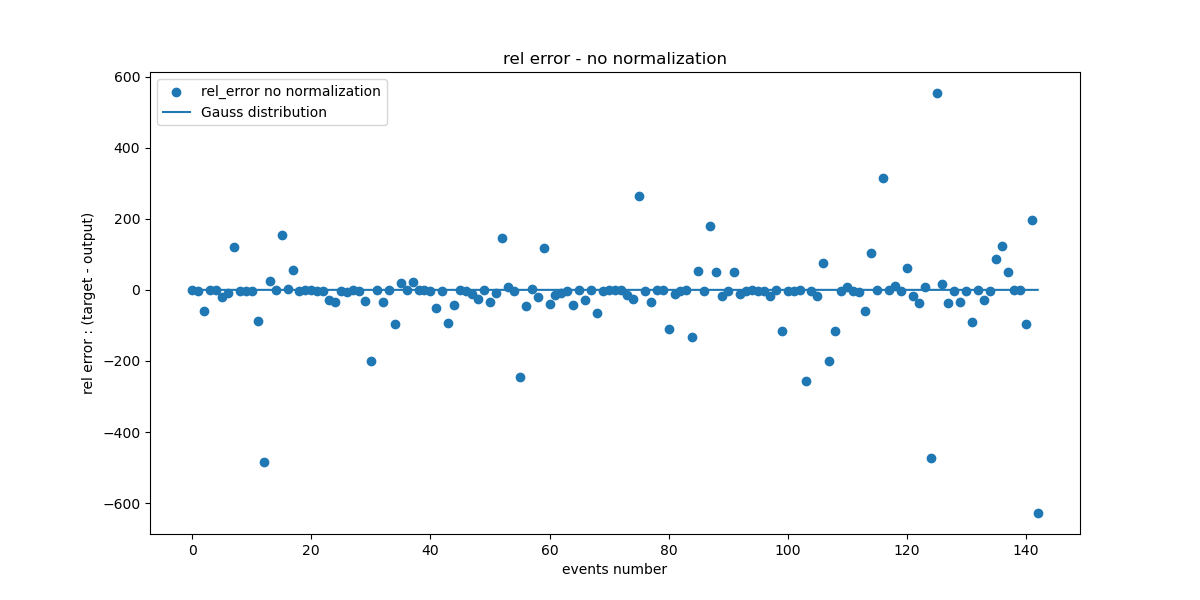 rel error - no normalization
rel_error no normalization
Gauss distribution
600
400
200
0
−200
−400
−600
rel error : (target - output)
0 20 40 60 80 100 120 140
events number